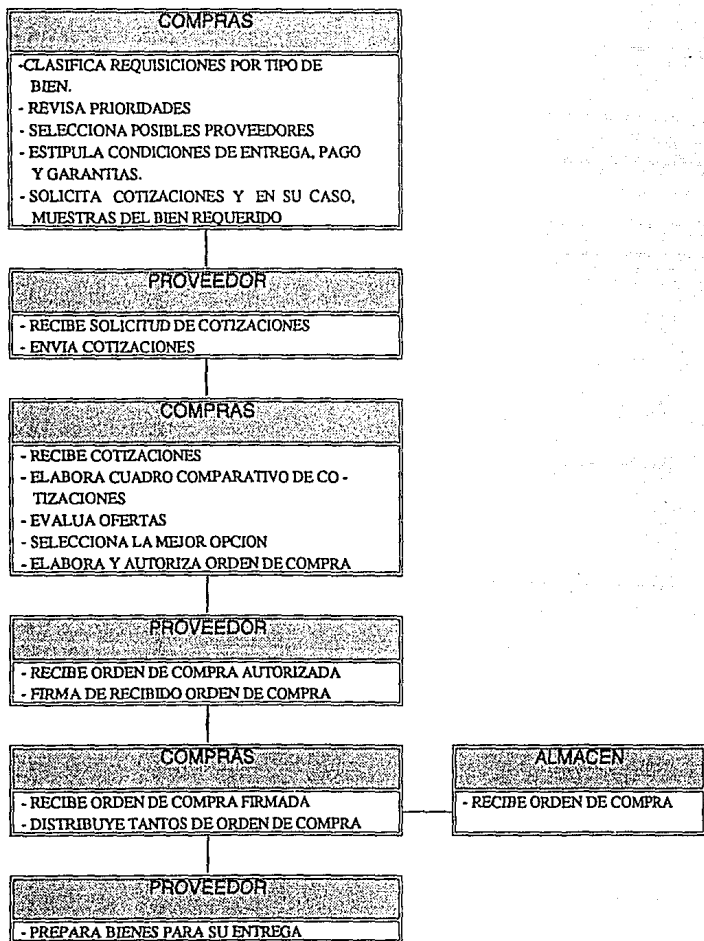 COMPRAS
-CLASIFICA REQUISICIONES POR TIPO DE
BIEN.
- REVISA PRIORIDADES
- SELECCIONA POSIBLES PROVEEDORES
- ESTIPULA CONDICIONES DE ENTREGA, PAGO
Y GARANTIAS.
- SOLICITA COTIZACIONES Y EN SU CASO,
MUESTRAS DEL BIEN REQUERIDO
PROVEEDOR
- RECIBE SOLICITUD DE COTIZACIONES
- ENVIA COTIZACIONES
COMPRAS
- RECIBE COTIZACIONES
- ELABORA CUADRO COMPARATIVO DE CO -
TIZACIONES
- EVALUA OFERTAS
- SELECCIONA LA MEJOR OPCION
- ELABORA Y AUTORIZA ORDEN DE COMPRA
PROVEEDOR
- RECIBE ORDEN DE COMPRA AUTORIZADA
- FIRMA DE RECIBIDO ORDEN DE COMPRA
COMPRAS
- RECIBE ORDEN DE COMPRA FIRMADA
- DISTRIBUYE TANTOS DE ORDEN DE COMPRA
ALMACEN
- RECIBE ORDEN DE COMPRA
PROVEEDOR
- PREPARA BIENES PARA SU ENTREGA